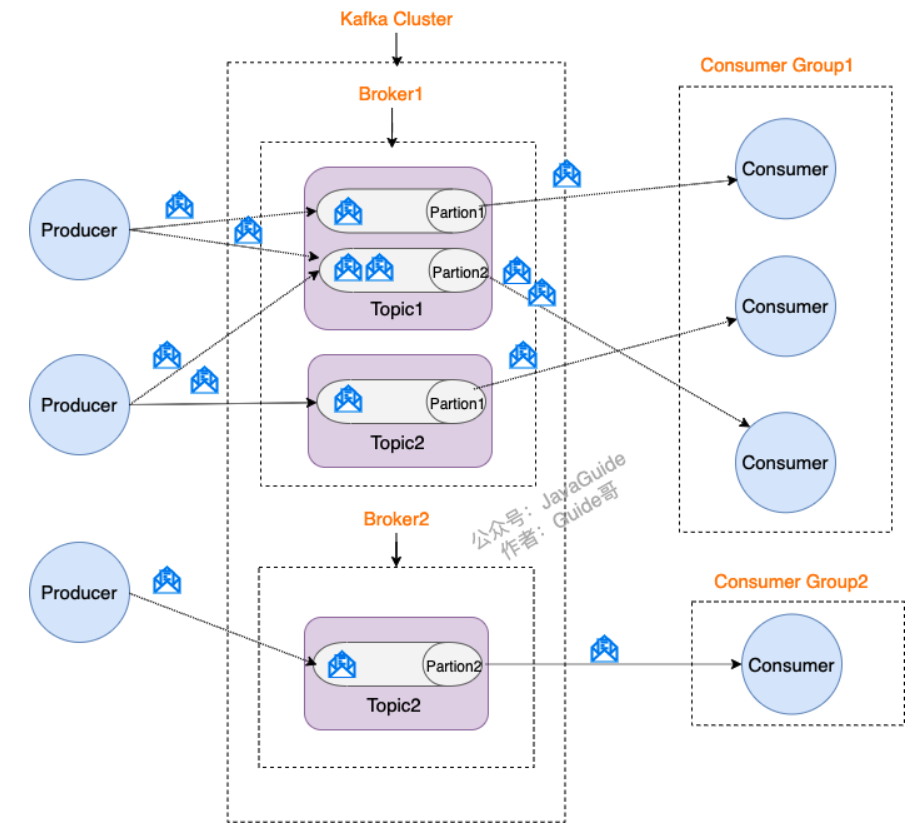 Kafka Cluster
Consumer Group1
Broker1
Consumer
Producer
Partion1
Partion2
Topic1
Consumer
Producer
Partion1
Topic2
Consumer
公众号：JavaGuide
作者：Guide哥
Broker2
Producer
Consumer Group2
Partion2
Consumer
Topic2